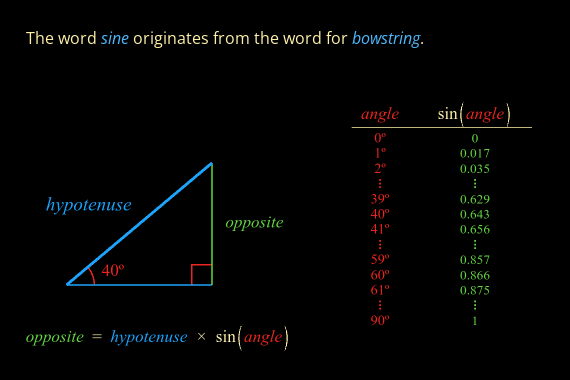 The word sine originates from the word for bowstring.
angle sin(angle)
0º 0
1º 0.017
2º 0.035
⋮ ⋮
39º 0.629
40º 0.643
41º 0.656
⋮ ⋮
59º 0.857
60º 0.866
61º 0.875
⋮ ⋮
90º 1
hypotenuse
opposite
40º
opposite = hypotenuse × sin(angle)